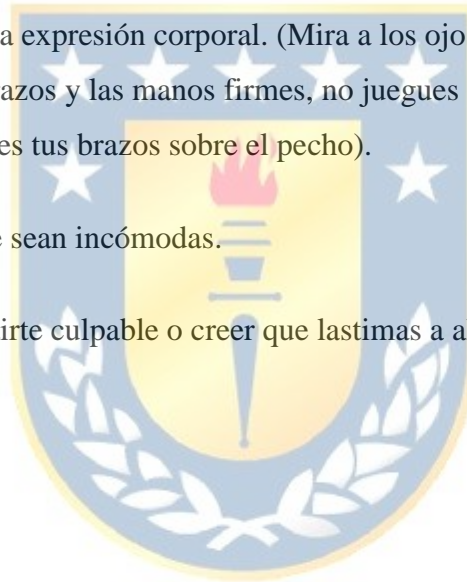 a expresión corporal. (Mira a los ojo
azos y las manos firmes, no juegues
es tus brazos sobre el pecho).
sean incómodas.
irte culpable o creer que lastimas a a